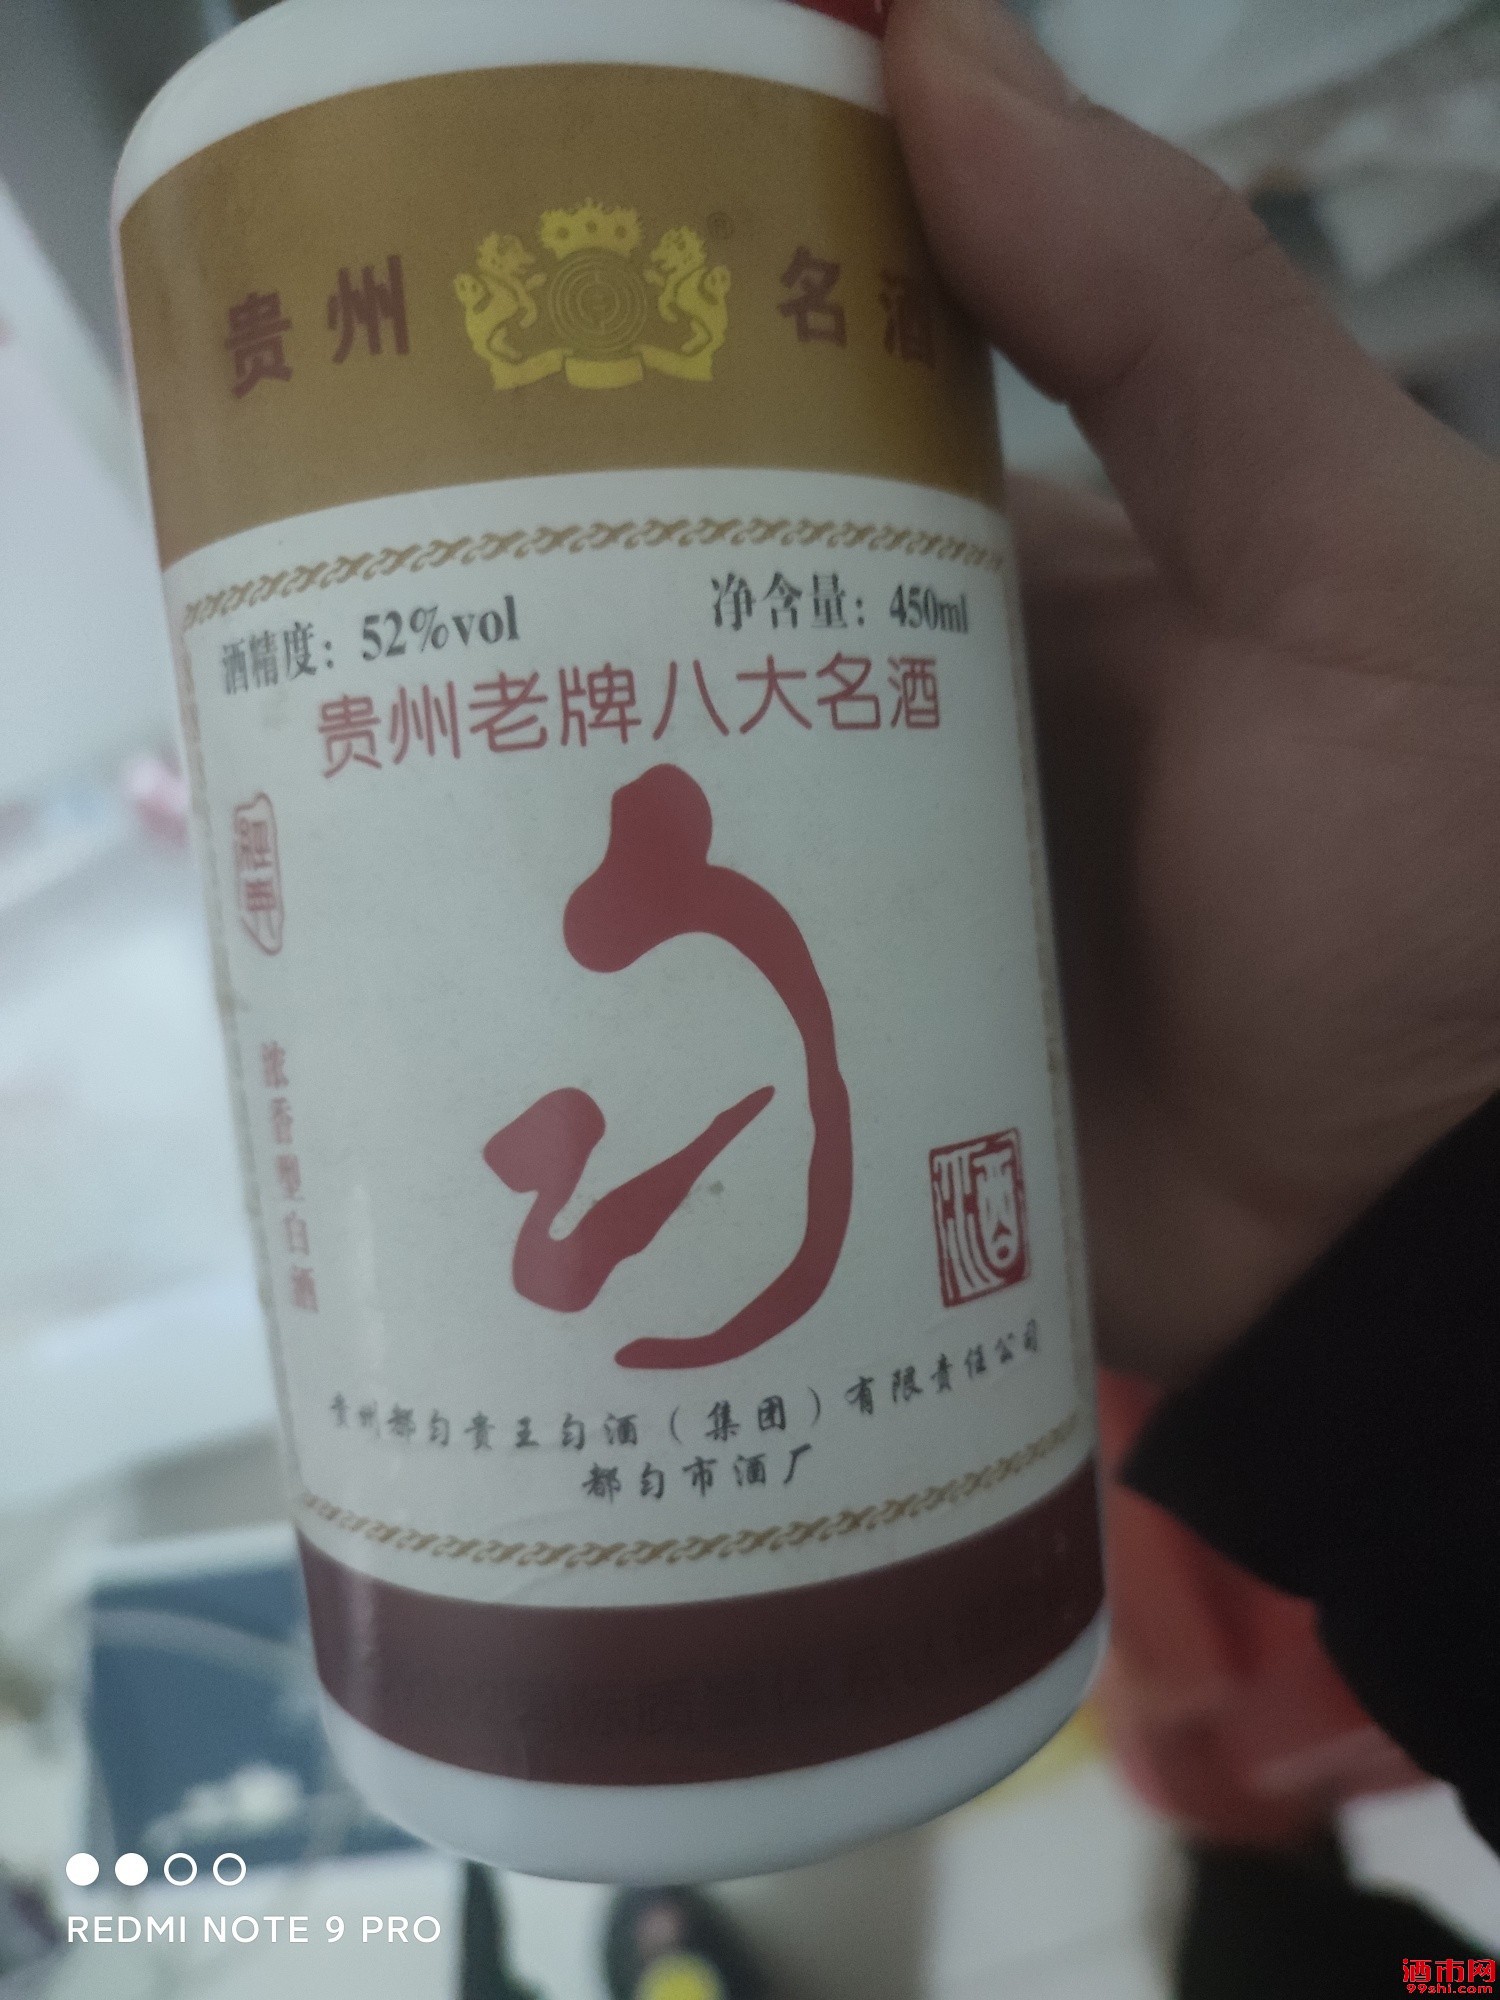 贵州 名酒
®
酒精度：52%vol 净含量：450ml
贵州老牌八大名酒
經典
匀
浓香型白酒
酒
贵州都匀贵王匀酒（集团）有限责任公司
都匀市酒厂
REDMI NOTE 9 PRO
酒市网
99shi.com